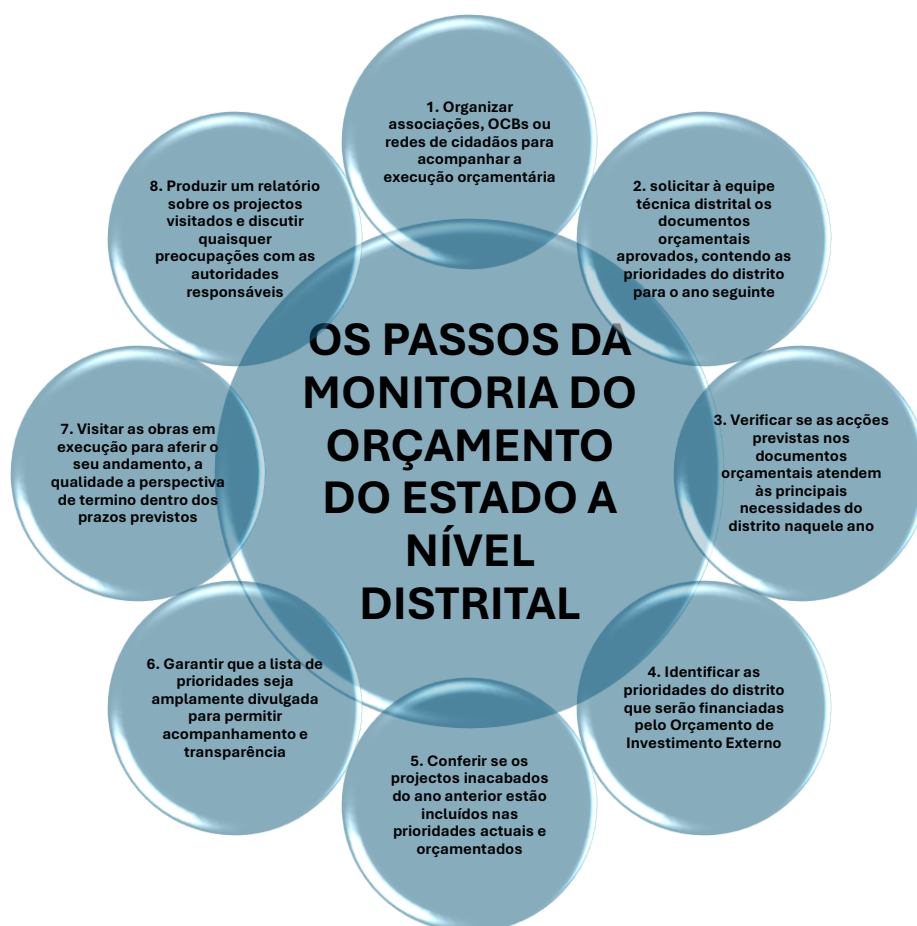 OS PASSOS DA
MONITORIA DO
ORÇAMENTO
DO ESTADO A
NÍVEL
DISTRITAL
1. Organizar
associações, OCBs ou
redes de cidadãos para
acompanhar a
execução orçamentária
2. solicitar à equipe
técnica distrital os
documentos
orçamentais
aprovados, contendo as
prioridades do distrito
para o ano seguinte
3. Verificar se as acções
previstas nos
documentos
orçamentais atendem
às principais
necessidades do
distrito naquele ano
4. Identificar as
prioridades do distrito
que serão financiadas
pelo Orçamento de
Investimento Externo
5. Conferir se os
projectos inacabados
do ano anterior estão
incluídos nas
prioridades actuais e
orçamentados
6. Garantir que a lista de
prioridades seja
amplamente divulgada
para permitir
acompanhamento e
transparência
7. Visitar as obras em
execução para aferir o
seu andamento, a
qualidade a perspectiva
de termino dentro dos
prazos previstos
8. Produzir um relatório
sobre os projectos
visitados e discutir
quaisquer
preocupações com as
autoridades
responsáveis